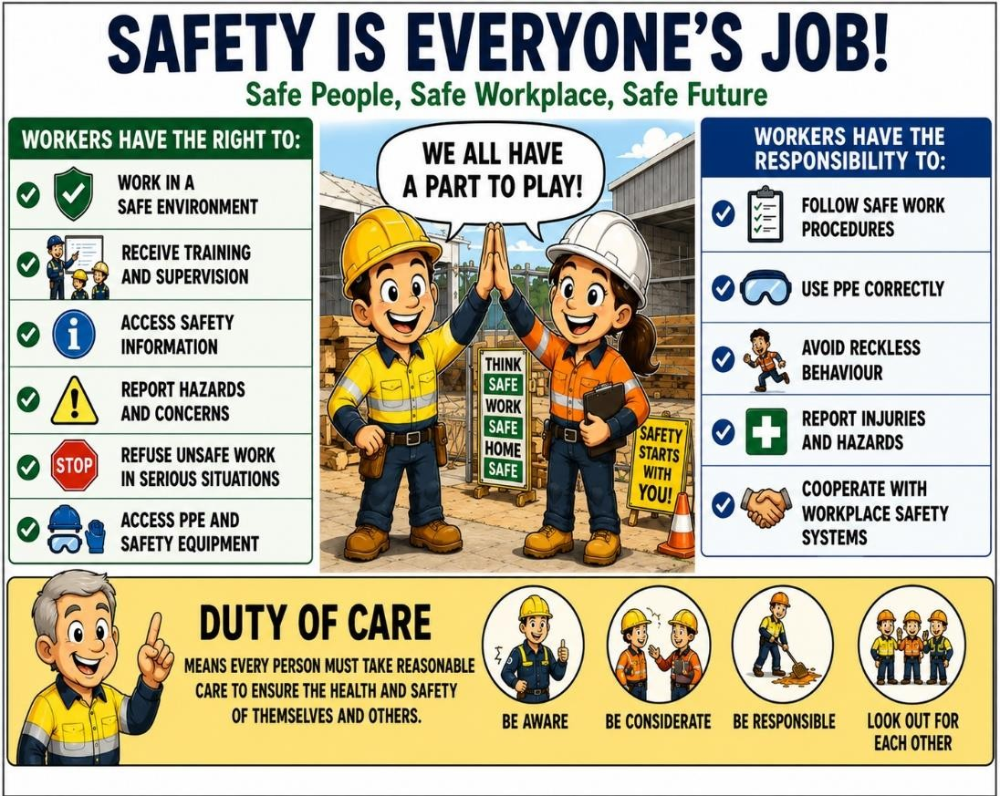 SAFETY IS EVERYONE'S JOB!
Safe People, Safe Workplace, Safe Future
WORKERS HAVE THE RIGHT TO:
WORK IN A
SAFE ENVIRONMENT
RECEIVE TRAINING
AND SUPERVISION
ACCESS SAFETY
INFORMATION
REPORT HAZARDS
AND CONCERNS
STOP
REFUSE UNSAFE WORK
IN SERIOUS SITUATIONS
ACCESS PPE AND
SAFETY EQUIPMENT
WE ALL HAVE
A PART TO PLAY!
THINK
SAFE
WORK
SAFE
HOME
SAFE
SAFETY
STARTS
WITH
YOU!
WORKERS HAVE THE
RESPONSIBILITY TO:
FOLLOW SAFE WORK
PROCEDURES
USE PPE CORRECTLY
AVOID RECKLESS
BEHAVIOUR
REPORT INJURIES
AND HAZARDS
COOPERATE WITH
WORKPLACE SAFETY
SYSTEMS
DUTY OF CARE
MEANS EVERY PERSON MUST TAKE REASONABLE
CARE TO ENSURE THE HEALTH AND SAFETY
OF THEMSELVES AND OTHERS.
BE AWARE
BE CONSIDERATE
BE RESPONSIBLE
LOOK OUT FOR
EACH OTHER